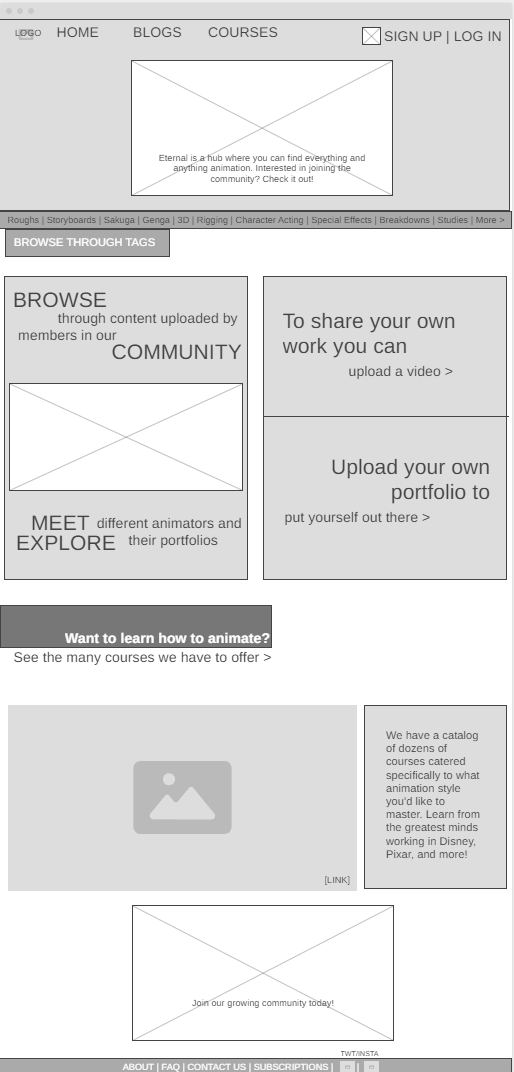 LOGO HOME BLOGS COURSES SIGN UP | LOG IN
Eternal is a hub where you can find everything and
anything animation. Interested in joining the
community? Check it out!
Roughs | Storyboards | Sakuga | Genga | 3D | Rigging | Character Acting | Special Effects | Breakdowns | Studies | More >
BROWSE THROUGH TAGS
BROWSE
through content uploaded by
members in our
COMMUNITY
MEET different animators and
EXPLORE their portfolios
To share your own
work you can
upload a video >
Upload your own
portfolio to
put yourself out there >
Want to learn how to animate?
See the many courses we have to offer >
[LINK]
We have a catalog
of dozens of
courses catered
specifically to what
animation style
you'd like to
master. Learn from
the greatest minds
working in Disney,
Pixar, and more!
Join our growing community today!
TWT/INSTA
ABOUT | FAQ | CONTACT US | SUBSCRIPTIONS | |